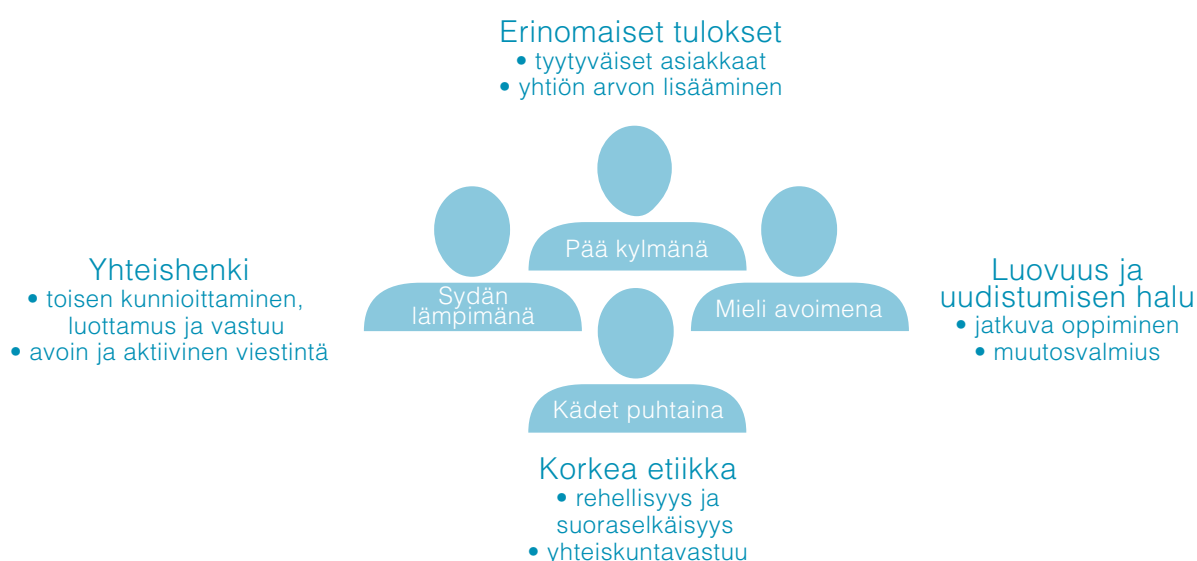 Erinomaiset tulokset
• tyytyväiset asiakkaat
• yhtiön arvon lisääminen
Pää kylmänä
Yhteishenki
• toisen kunnioittaminen,
luottamus ja vastuu
• avoin ja aktiivinen viestintä
Sydän
lämpimänä
Mieli avoimena
Luovuus ja
uudistumisen halu
• jatkuva oppiminen
• muutosvalmius
Kädet puhtaina
Korkea etiikka
• rehellisyys ja
suoraselkäisyys
• yhteiskuntavastuu